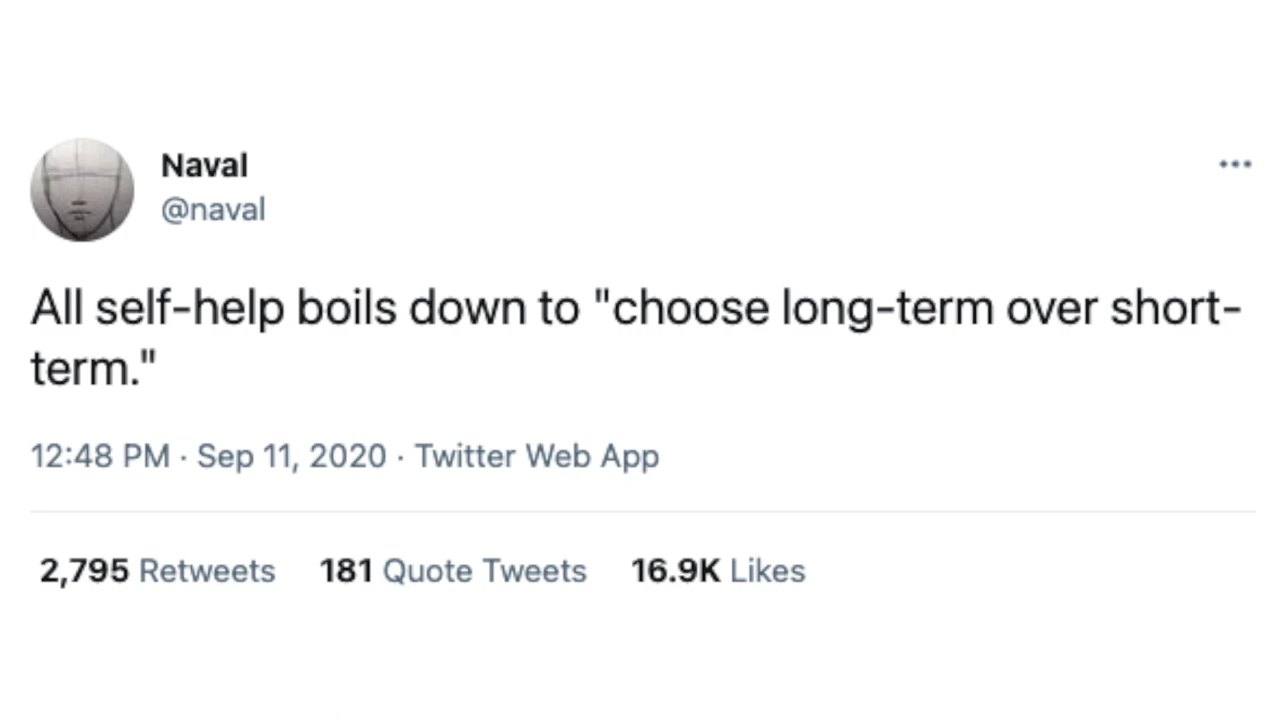 Naval
@naval
All self-help boils down to "choose long-term over short-
term."
12:48 PM · Sep 11, 2020 · Twitter Web App
2,795 Retweets 181 Quote Tweets 16.9K Likes